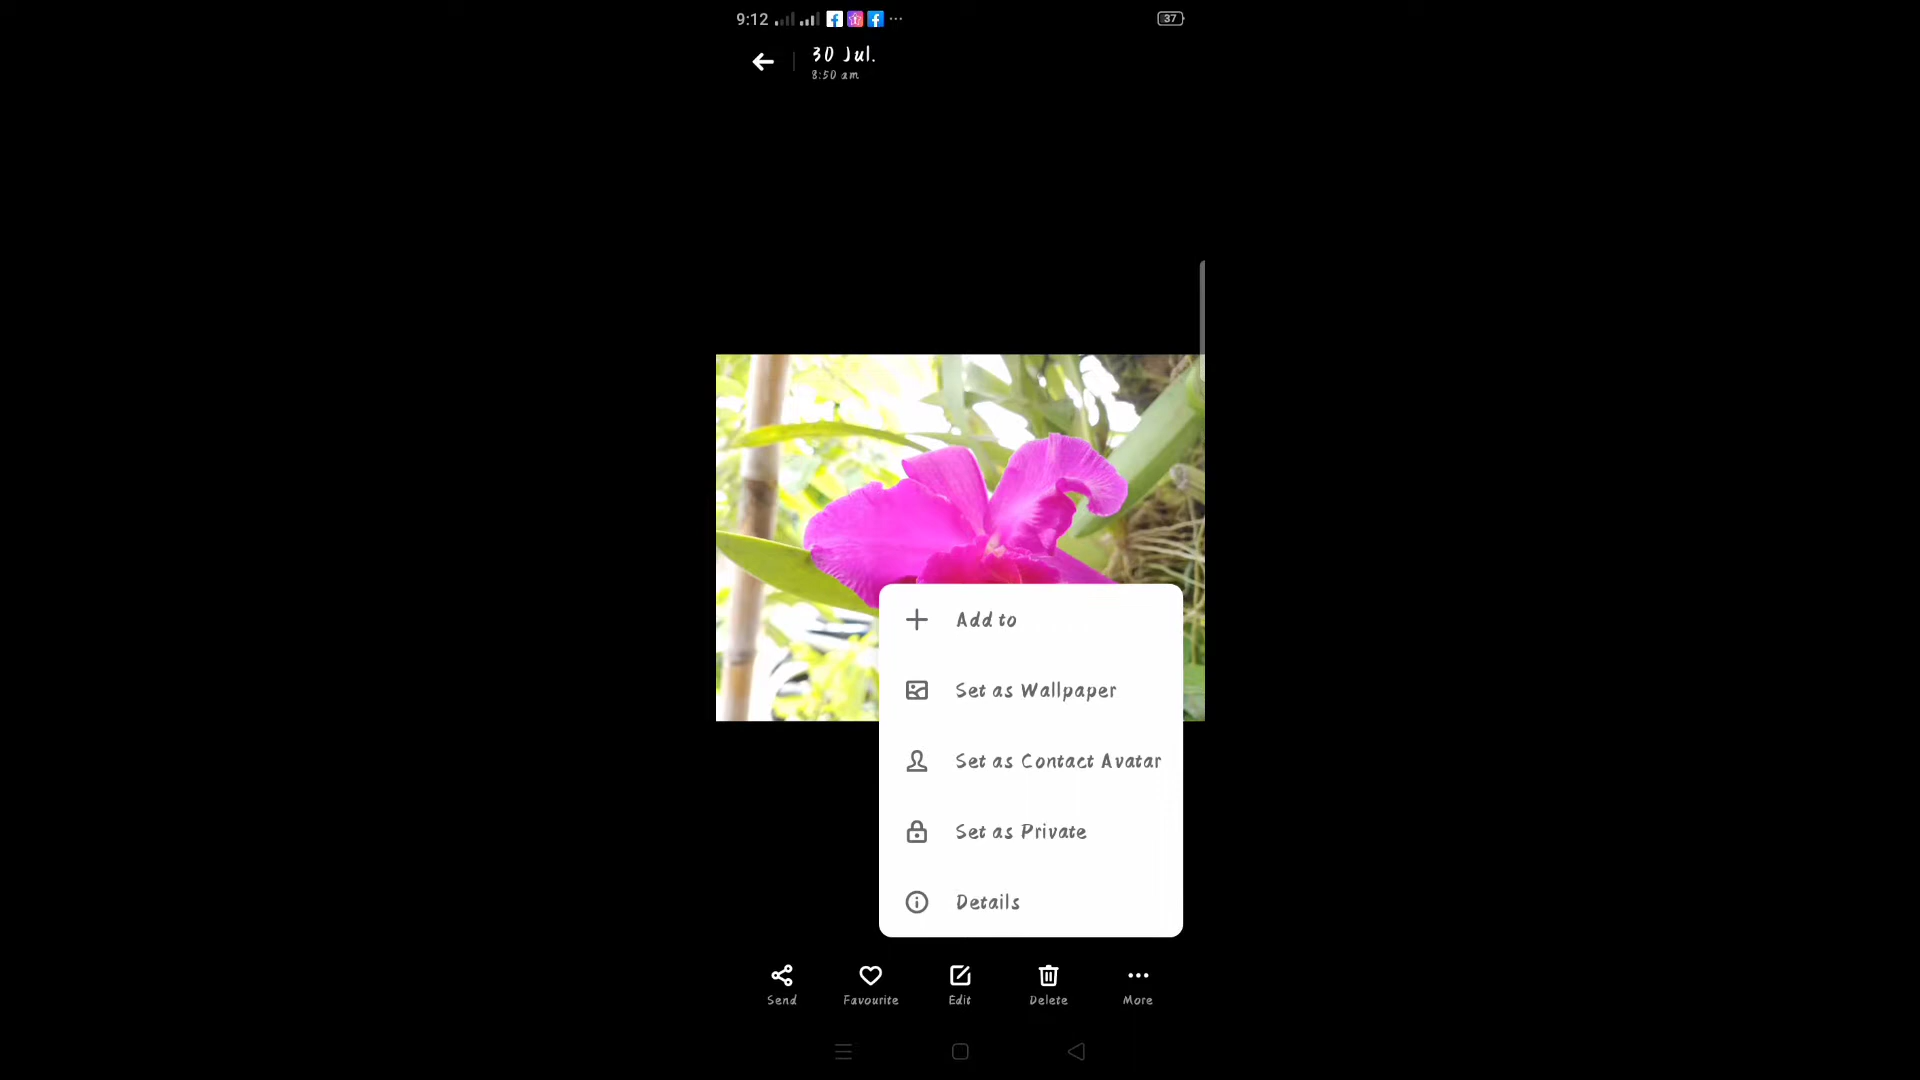 9:12
37
30 Jul.
8:50 am
Add to
Set as Wallpaper
Set as Contact Avatar
Set as Private
Details
Send
Favourite
Edit
Delete
More